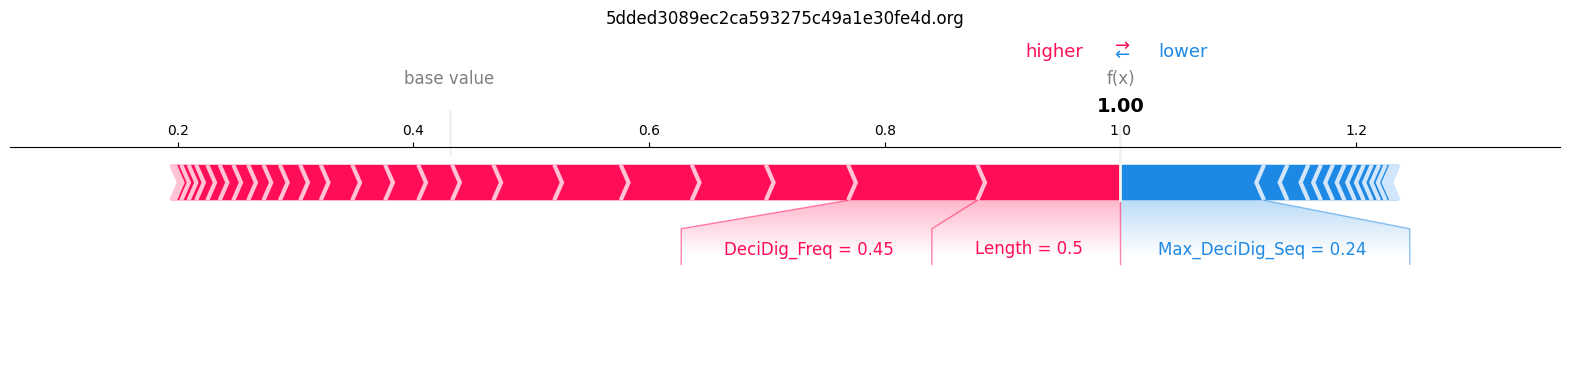 5dded3089ec2ca593275c49a1e30fe4d.org
higher → ← lower
base value f(x)
1.00
0.2 0.4 0.6 0.8 1.0 1.2
DeciDig_Freq = 0.45 Length = 0.5 Max_DeciDig_Seq = 0.24